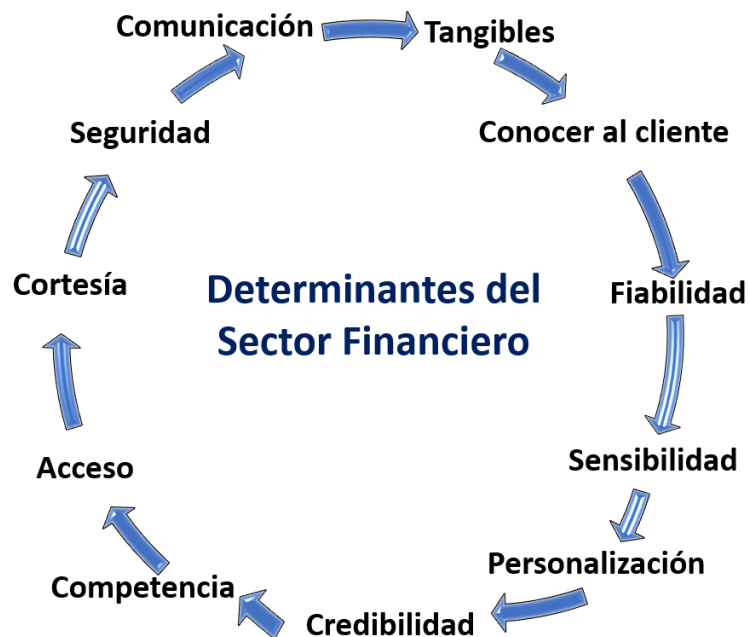 Comunicación
Tangibles
Conocer al cliente
Fiabilidad
Sensibilidad
Personalización
Credibilidad
Competencia
Acceso
Cortesía
Seguridad
Determinantes del
Sector Financiero